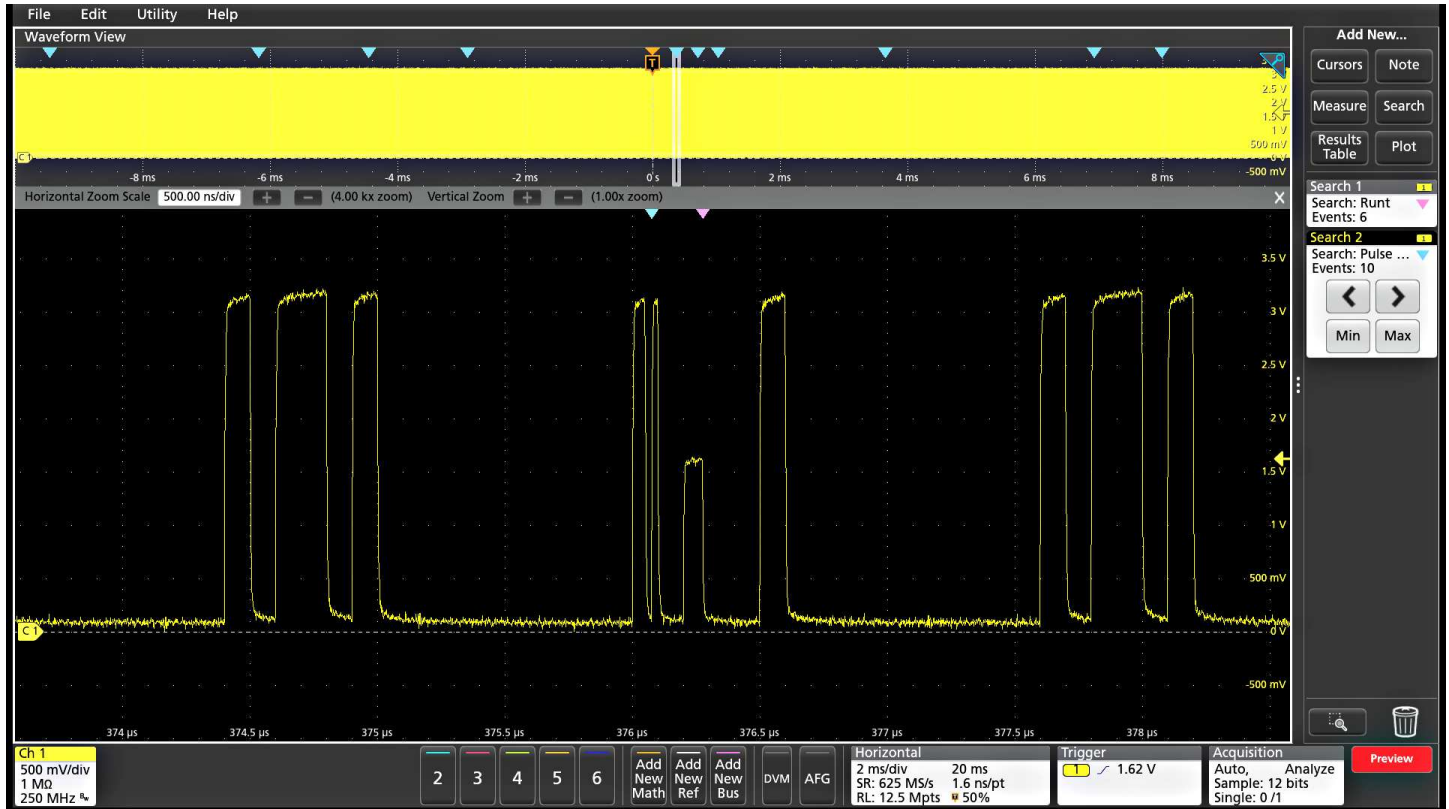 File Edit Utility Help
Waveform View
Add New...
Cursors Note
Measure Search
Results Table Plot
T
2.5 V
2 V
1.5 V
1 V
500 mV
0 V
-500 mV
C 1
-8 ms -6 ms -4 ms -2 ms 0 s 2 ms 4 ms 6 ms 8 ms
Horizontal Zoom Scale 500.00 ns/div + − (4.00 kx zoom) Vertical Zoom + − (1.00x zoom) X
Search 1 1
Search: Runt
Events: 6
Search 2 1
Search: Pulse ...
Events: 10
Min Max
3.5 V
3 V
2.5 V
2 V
1.5 V
1 V
500 mV
0 V
-500 mV
C 1
374 µs 374.5 µs 375 µs 375.5 µs 376 µs 376.5 µs 377 µs 377.5 µs 378 µs
Ch 1
500 mV/div
1 MΩ
250 MHz Bw
2 3 4 5 6
Add New Math
Add New Ref
Add New Bus
DVM AFG
Horizontal
2 ms/div 20 ms
SR: 625 MS/s 1.6 ns/pt
RL: 12.5 Mpts 50%
Trigger
1 1.62 V
Acquisition
Auto, Analyze
Sample: 12 bits
Single: 0 /1
Preview